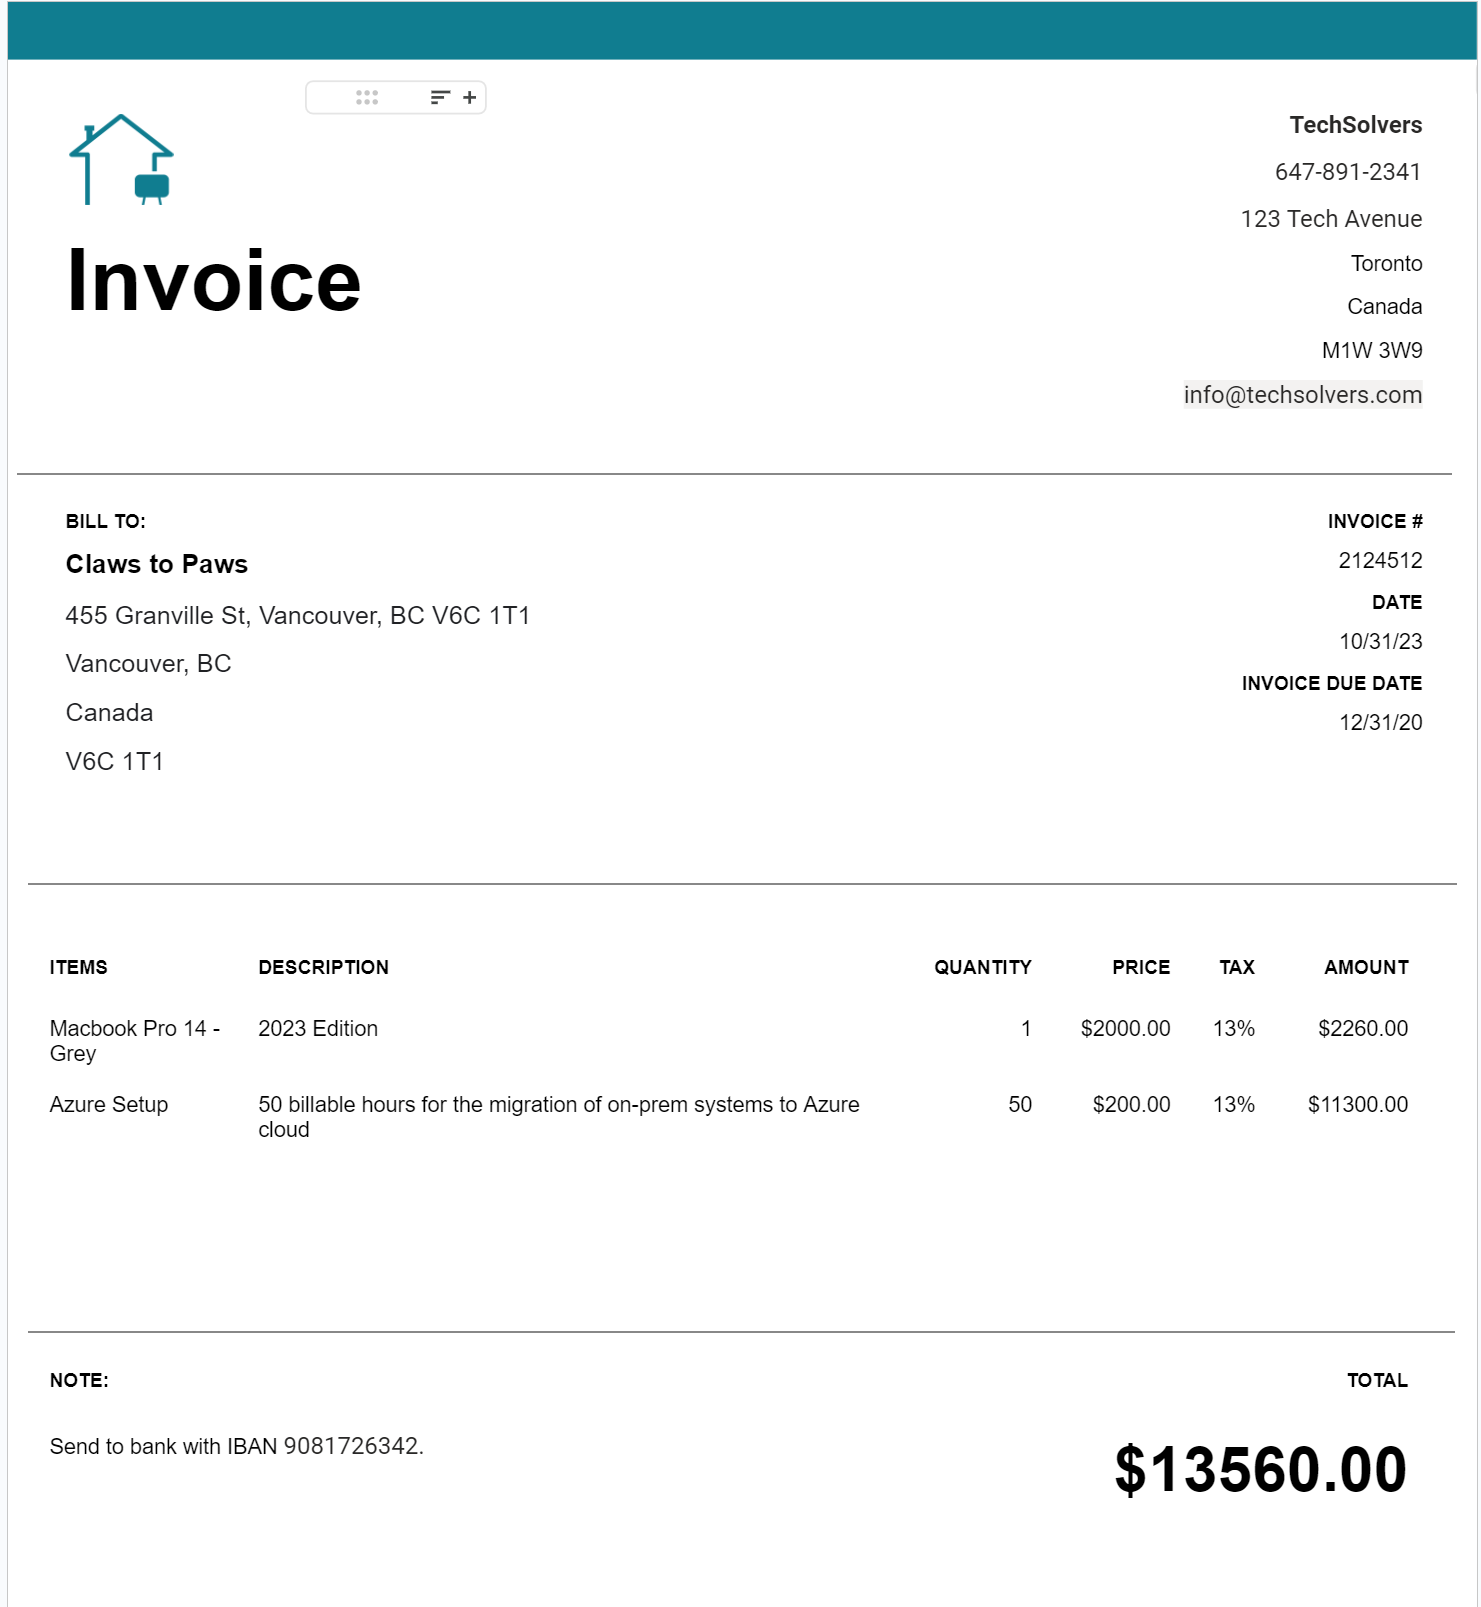 TechSolvers
647-891-2341
123 Tech Avenue
Toronto
Canada
M1W 3W9
info@techsolvers.com
Invoice
BILL TO:
Claws to Paws
455 Granville St, Vancouver, BC V6C 1T1
Vancouver, BC
Canada
V6C 1T1
INVOICE #
2124512
DATE
10/31/23
INVOICE DUE DATE
12/31/20
ITEMS DESCRIPTION QUANTITY PRICE TAX AMOUNT
Macbook Pro 14 - 2023 Edition 1 $2000.00 13% $2260.00
Grey
Azure Setup 50 billable hours for the migration of on-prem systems to Azure 50 $200.00 13% $11300.00
cloud
NOTE:
Send to bank with IBAN 9081726342.
TOTAL
$13560.00